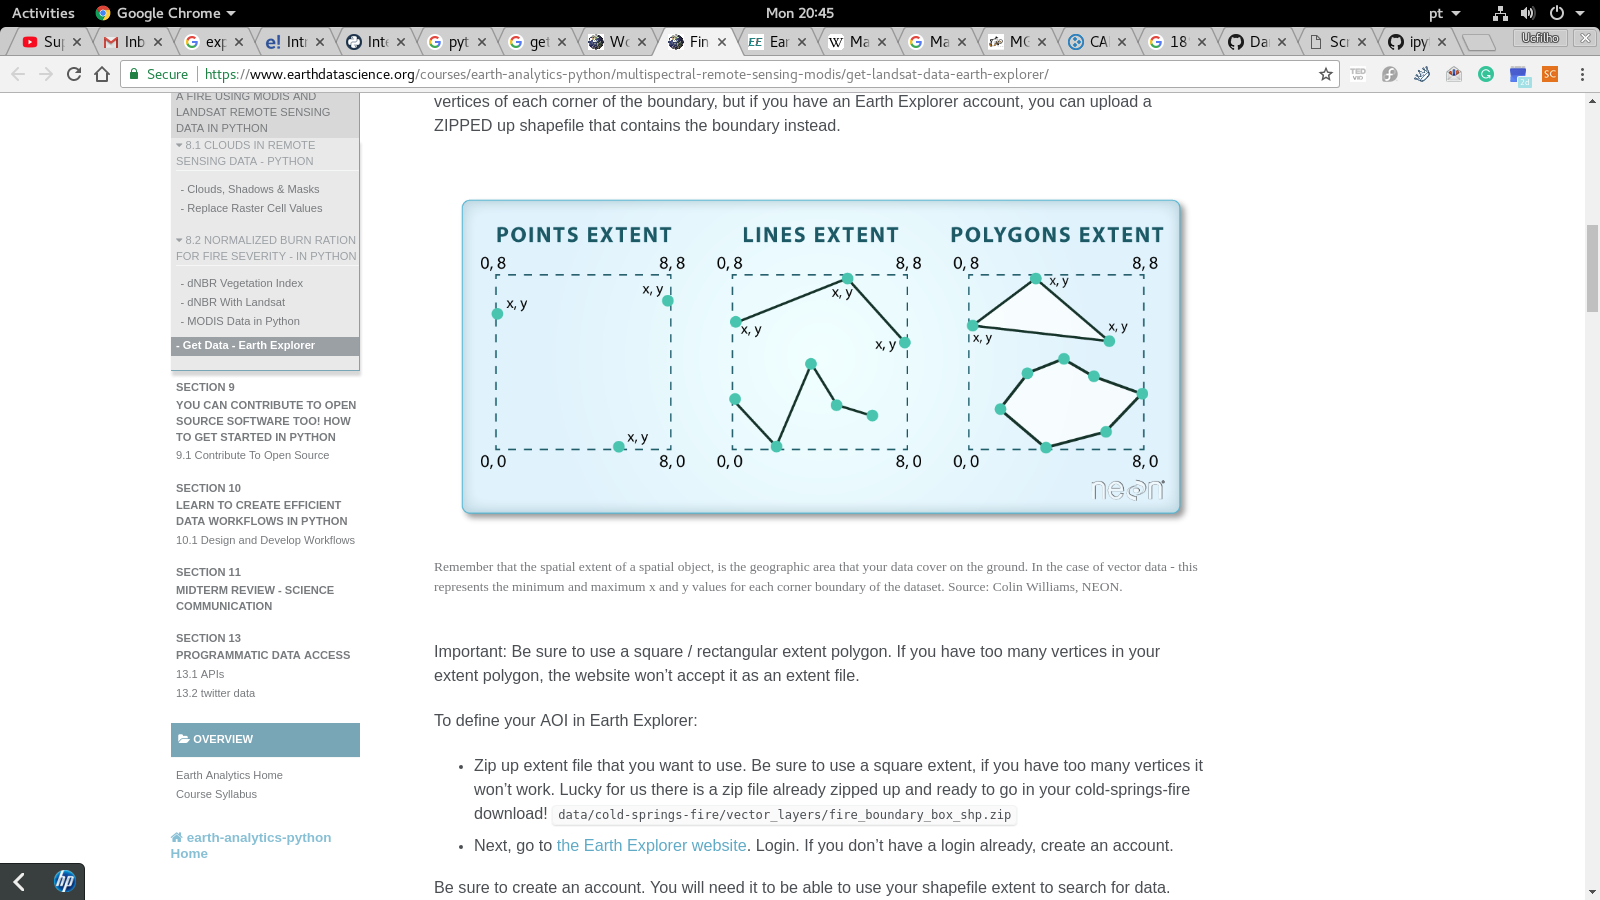 Activities
Google Chrome
Mon 20:45
pt
Su
Inb
exp
Intr
Inte
pyt
get
Wo
Fin
Ear
Ma
Ma
MO
CA
18
Da
Scr
ipy
Ucfilho
Secure
https://www.earthdatascience.org/courses/earth-analytics-python/multispectral-remote-sensing-modis/get-landsat-data-earth-explorer/
A FIRE USING MODIS AND
LANDSAT REMOTE SENSING
DATA IN PYTHON
8.1 CLOUDS IN REMOTE
SENSING DATA - PYTHON
- Clouds, Shadows & Masks
- Replace Raster Cell Values
8.2 NORMALIZED BURN RATION
FOR FIRE SEVERITY - IN PYTHON
- dNBR Vegetation Index
- dNBR With Landsat
- MODIS Data in Python
- Get Data - Earth Explorer
SECTION 9
YOU CAN CONTRIBUTE TO OPEN
SOURCE SOFTWARE TOO! HOW
TO GET STARTED IN PYTHON
9.1 Contribute To Open Source
SECTION 10
LEARN TO CREATE EFFICIENT
DATA WORKFLOWS IN PYTHON
10.1 Design and Develop Workflows
SECTION 11
MIDTERM REVIEW - SCIENCE
COMMUNICATION
SECTION 13
PROGRAMMATIC DATA ACCESS
13.1 APIs
13.2 twitter data
OVERVIEW
Earth Analytics Home
Course Syllabus
earth-analytics-python
Home
hp
vertices of each corner of the boundary, but if you have an Earth Explorer account, you can upload a
ZIPPED up shapefile that contains the boundary instead.
POINTS EXTENT
0, 8
8, 8
x, y
x, y
x, y
0, 0
8, 0
LINES EXTENT
0, 8
8, 8
x, y
x, y
x, y
0, 0
8, 0
POLYGONS EXTENT
0, 8
8, 8
x, y
x, y
x, y
0, 0
8, 0
neon
Remember that the spatial extent of a spatial object, is the geographic area that your data cover on the ground. In the case of vector data - this
represents the minimum and maximum x and y values for each corner boundary of the dataset. Source: Colin Williams, NEON.
Important: Be sure to use a square / rectangular extent polygon. If you have too many vertices in your
extent polygon, the website won’t accept it as an extent file.
To define your AOI in Earth Explorer:
Zip up extent file that you want to use. Be sure to use a square extent, if you have too many vertices it
won’t work. Lucky for us there is a zip file already zipped up and ready to go in your cold-springs-fire
download! data/cold-springs-fire/vector_layers/fire_boundary_box_shp.zip
Next, go to the Earth Explorer website. Login. If you don’t have a login already, create an account.
Be sure to create an account. You will need it to be able to use your shapefile extent to search for data.